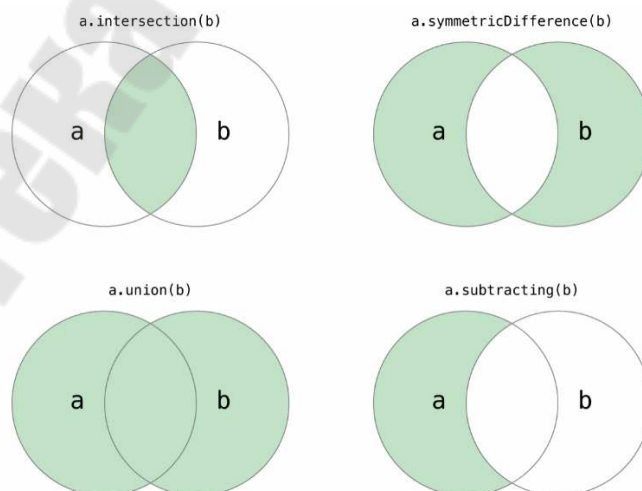 a.intersection(b)
a.symmetricDifference(b)
a b
a b
a.union(b)
a.subtracting(b)
a b
a b